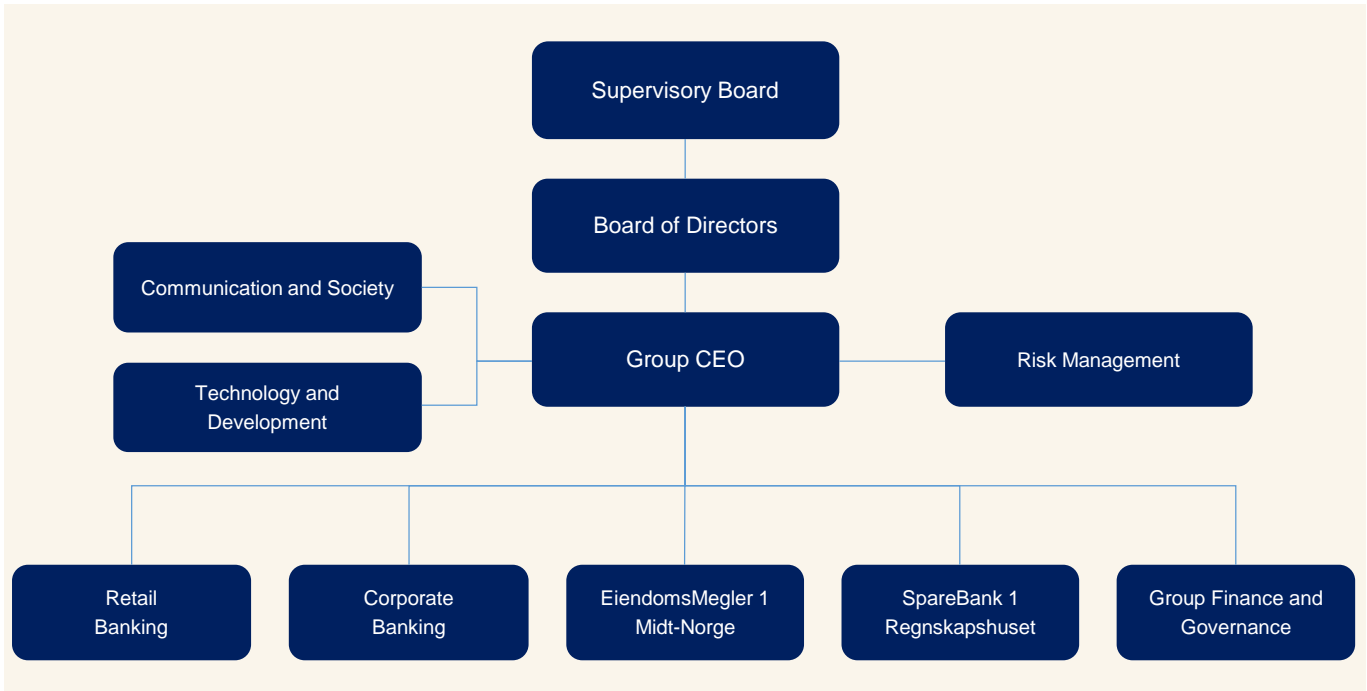 Supervisory Board
Board of Directors
Communication and Society
Group CEO
Risk Management
Technology and
Development
Retail
Banking
Corporate
Banking
EiendomsMegler 1
Midt-Norge
SpareBank 1
Regnskapshuset
Group Finance and
Governance